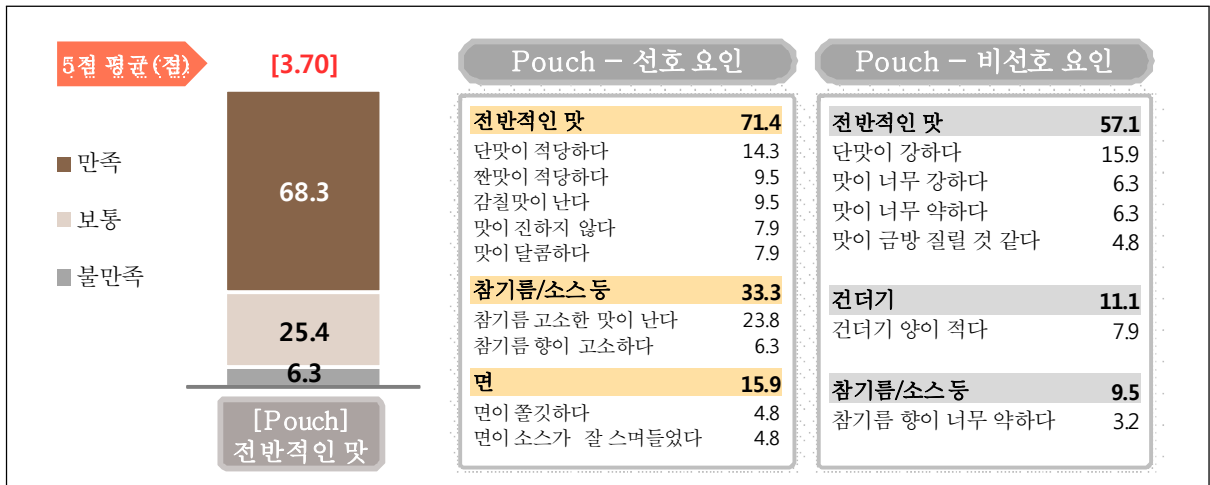 5점 평균(점)
[3.70]
만족
보통
불만족
68.3
25.4
6.3
[Pouch]
전반적인 맛
Pouch – 선호 요인
전반적인 맛 71.4
단맛이 적당하다 14.3
짠맛이 적당하다 9.5
감칠맛이 난다 9.5
맛이 진하지 않다 7.9
맛이 달콤하다 7.9
참기름/소스 등 33.3
참기름 고소한 맛이 난다 23.8
참기름 향이 고소하다 6.3
면 15.9
면이 쫄깃하다 4.8
면이 소스가 잘 스며들었다 4.8
Pouch – 비선호 요인
전반적인 맛 57.1
단맛이 강하다 15.9
맛이 너무 강하다 6.3
맛이 너무 약하다 6.3
맛이 금방 질릴 것 같다 4.8
건더기 11.1
건더기 양이 적다 7.9
참기름/소스 등 9.5
참기름 향이 너무 약하다 3.2